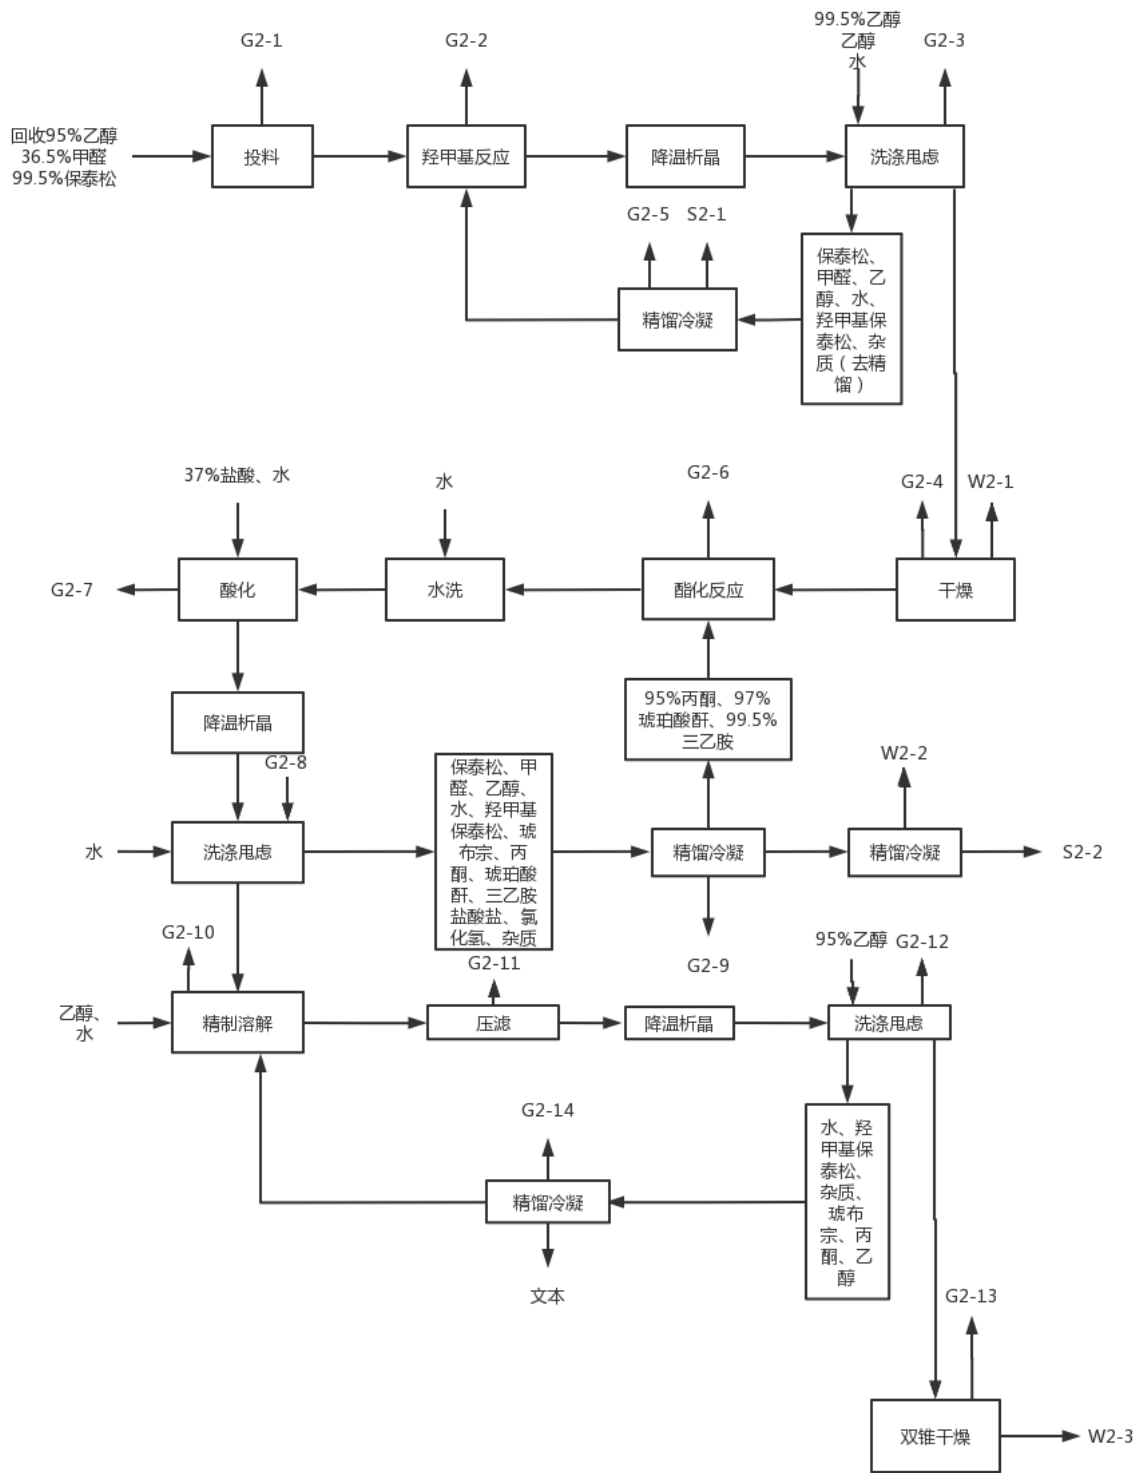 G2-1
G2-2
99.5%乙醇
乙醇
水
G2-3
回收95%乙醇
36.5%甲醛
99.5%保泰松
投料
羟甲基反应
降温析晶
洗涤甩虑
G2-5
S2-1
精馏冷凝
保泰松、
甲醛、乙
醇、水、
羟甲基保
泰松、杂
质（去精
馏）
37%盐酸、水
水
G2-6
G2-4
W2-1
G2-7
酸化
水洗
酯化反应
干燥
降温析晶
95%丙酮、97%
琥珀酸酐、99.5%
三乙胺
G2-8
W2-2
水
洗涤甩虑
保泰松、甲
醛、乙醇、
水、羟甲基
保泰松、琥
布宗、丙
酮、琥珀酸
酐、三乙胺
盐酸盐、氯
化氢、杂质
精馏冷凝
精馏冷凝
S2-2
G2-10
G2-11
G2-9
95%乙醇
G2-12
乙醇、
水
精制溶解
压滤
降温析晶
洗涤甩虑
G2-14
精馏冷凝
水、羟
甲基保
泰松、
杂质、
琥布
宗、丙
酮、乙
醇
文本
G2-13
双锥干燥
W2-3